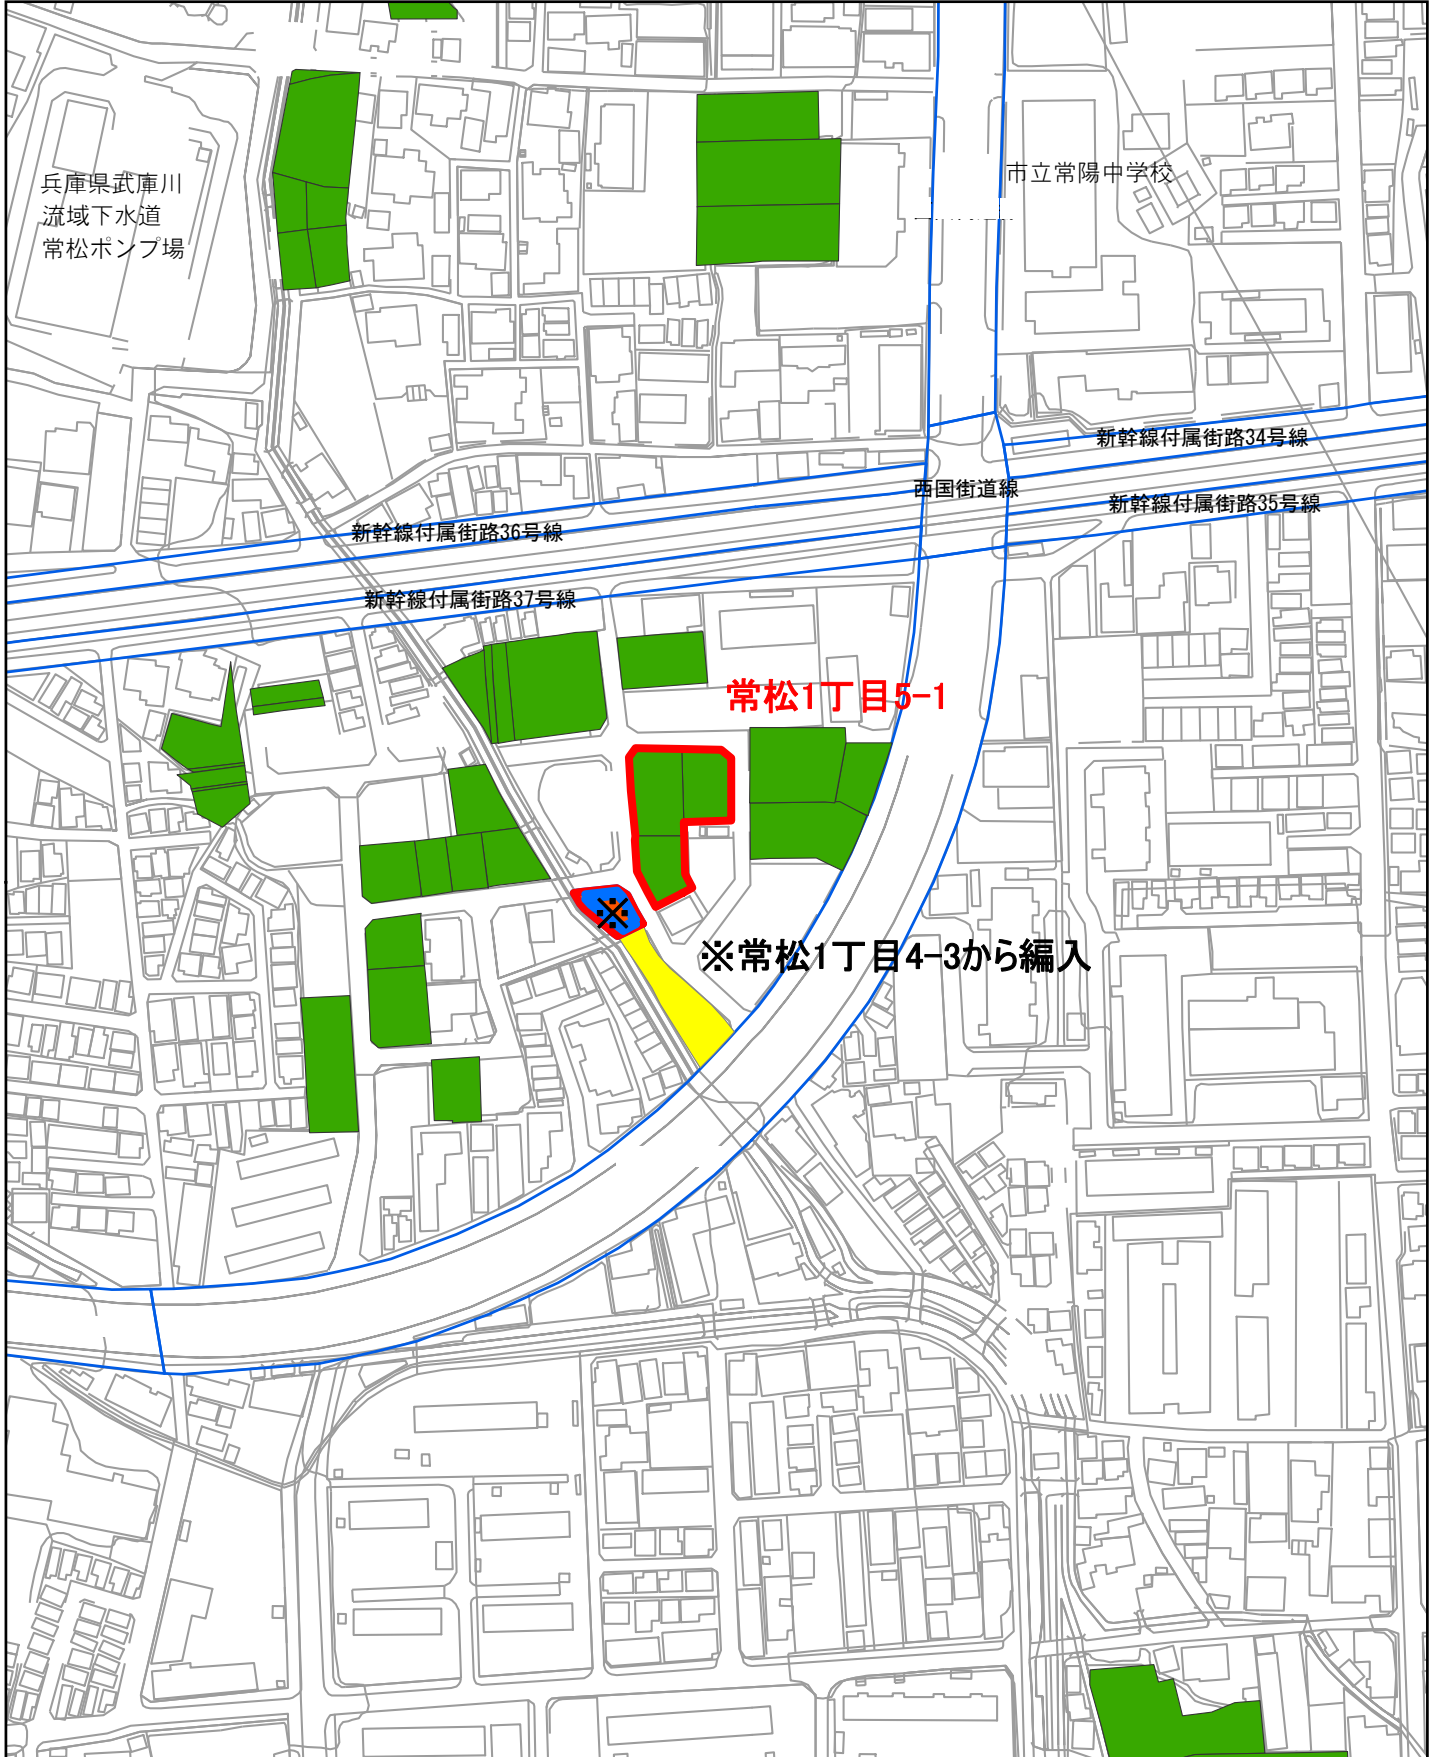 兵庫県武庫川
流域下水道
常松ポンプ場
市立常陽中学校
新幹線付属街路34号線
西国街道線
新幹線付属街路35号線
新幹線付属街路36号線
新幹線付属街路37号線
常松1丁目5-1
※
※常松1丁目4-3から編入